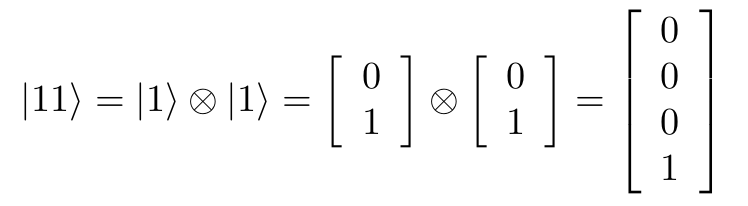 |11⟩ = |1⟩ ⊗ |1⟩ = [ 0 1 ] ⊗ [ 0 1 ] = [ 0 0 0 1 ]